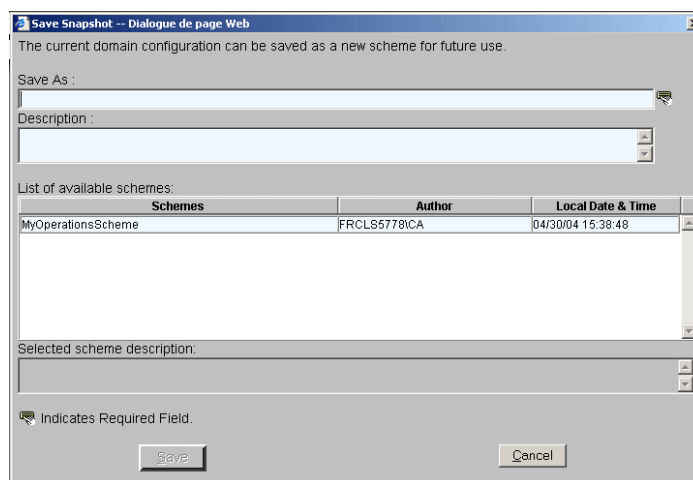 Save Snapshot -- Dialogue de page Web
The current domain configuration can be saved as a new scheme for future use.
Save As :
Description :
List of available schemes:
Schemes Author Local Date & Time
MyOperationsScheme FRCLS5778\CA 04/30/04 15:38:48
Selected scheme description:
Indicates Required Field.
Save Cancel